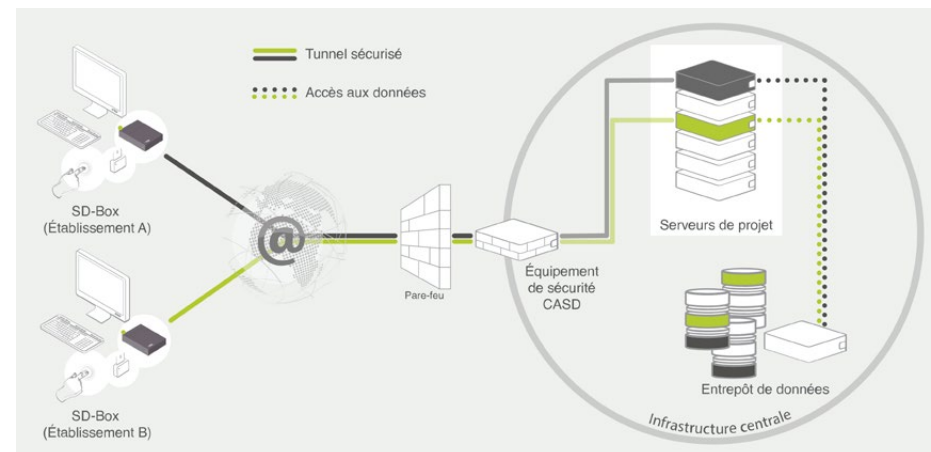 Tunnel sécurisé
Accès aux données
SD-Box
(Établissement A)
@
Pare-feu
Équipement
de sécurité
CASD
Serveurs de projet
SD-Box
(Établissement B)
Entrepôt de données
Infrastructure centrale